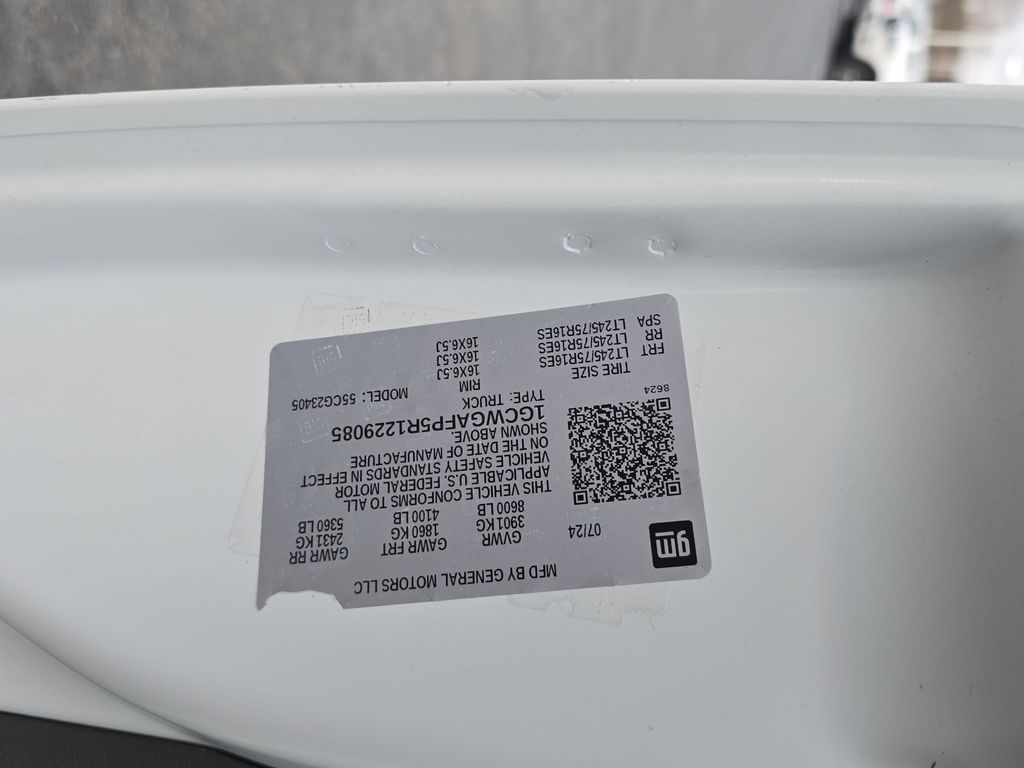 MFD BY GENERAL MOTORS LLC
gm
07/24
GVWR GAWR FRT GAWR RR
3901 KG 1860 KG 2431 KG
8600 LB 4100 LB 5360 LB
THIS VEHICLE CONFORMS TO ALL
APPLICABLE U.S. FEDERAL MOTOR
VEHICLE SAFETY STANDARDS IN EFFECT
ON THE DATE OF MANUFACTURE
SHOWN ABOVE.
1GCWGAFP5R1229085
TYPE: TRUCK MODEL: 55CG23405
8624
TIRE SIZE RIM
FRT LT245/75R16ES 16X6.5J
RR LT245/75R16ES 16X6.5J
SPA LT245/75R16ES 16X6.5J